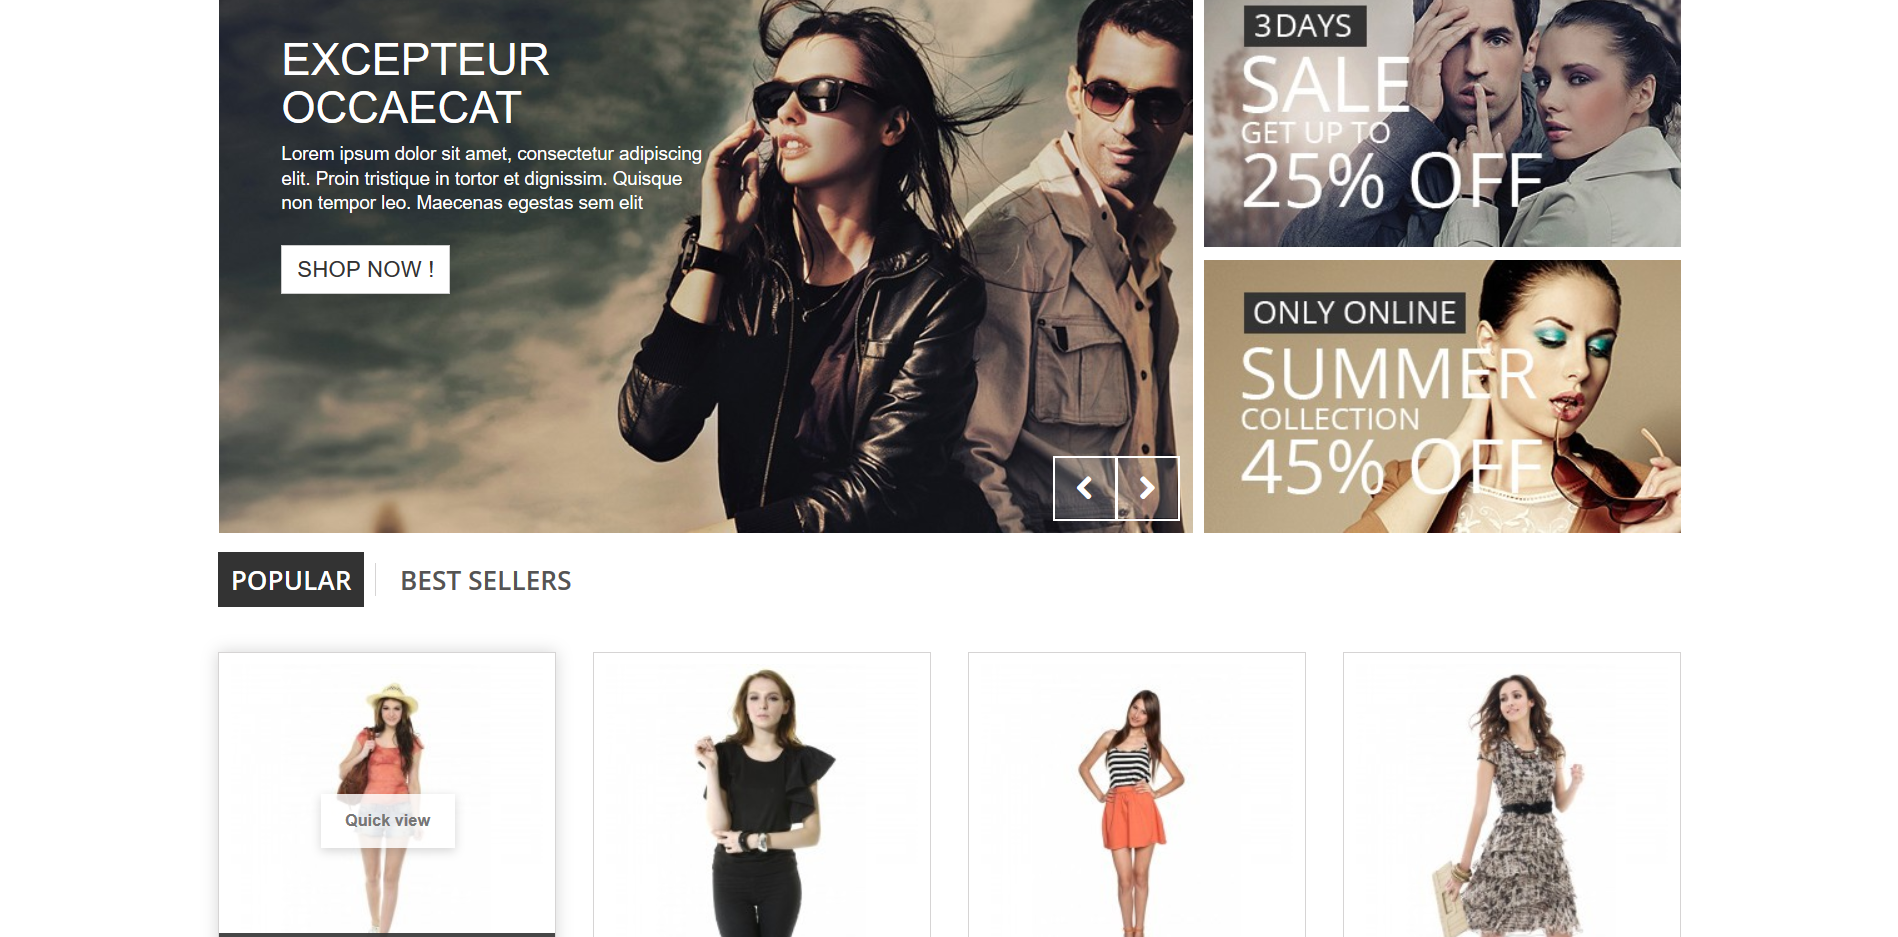 EXCEPTEUR
OCCAECAT
Lorem ipsum dolor sit amet, consectetur adipiscing
elit. Proin tristique in tortor et dignissim. Quisque
non tempor leo. Maecenas egestas sem elit
SHOP NOW !
3 DAYS
SALE
GET UP TO
25% OFF
ONLY ONLINE
SUMMER
COLLECTION
45% OFF
POPULAR
BEST SELLERS
Quick view